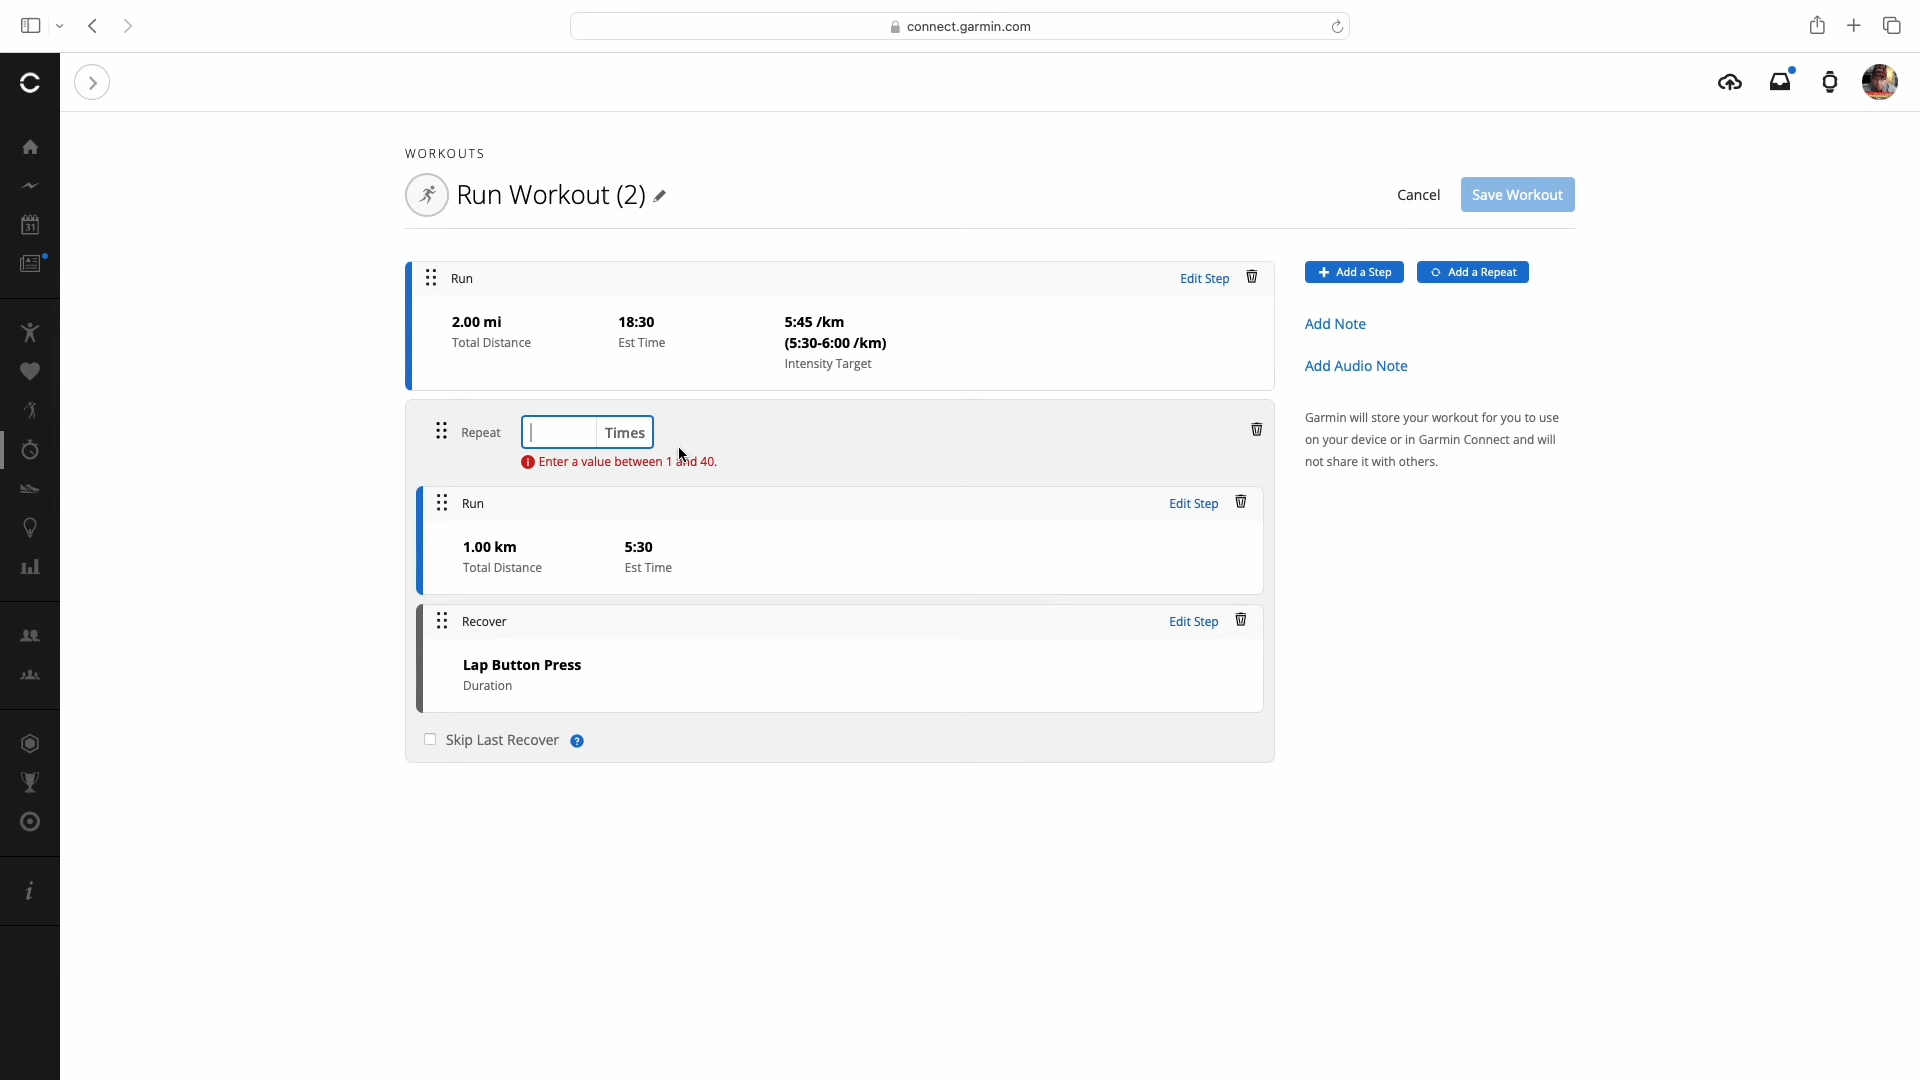 connect.garmin.com
31
WORKOUTS
Run Workout (2)
Cancel
Save Workout
Run
Edit Step
2.00 mi
18:30
5:45 /km
(5:30-6:00 /km)
Total Distance
Est Time
Intensity Target
Add a Step
Add a Repeat
Add Note
Add Audio Note
Garmin will store your workout for you to use
on your device or in Garmin Connect and will
not share it with others.
Repeat
Times
Enter a value between 1 and 40.
Run
Edit Step
1.00 km
5:30
Total Distance
Est Time
Recover
Edit Step
Lap Button Press
Duration
Skip Last Recover